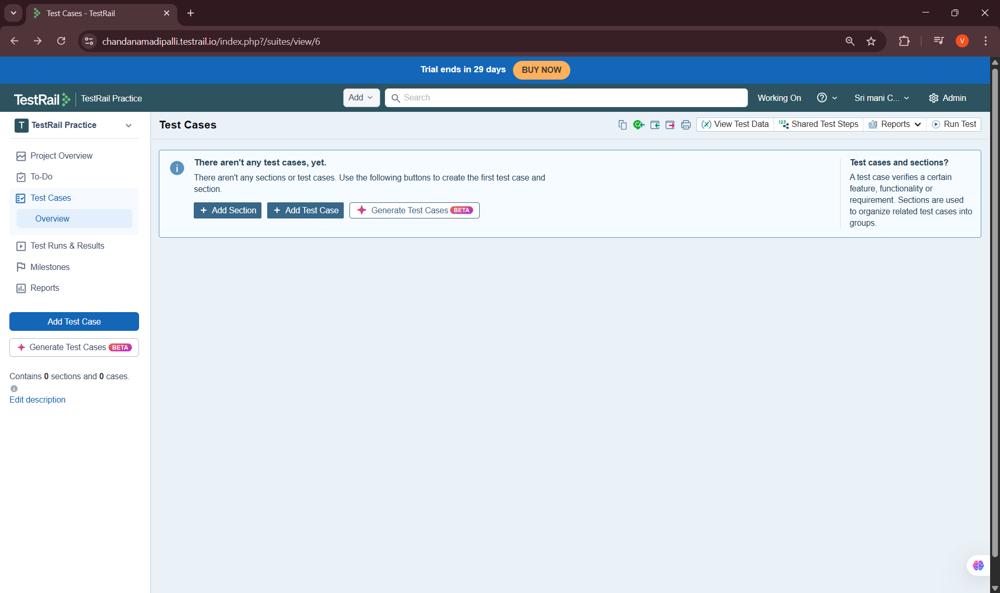 Test Cases - TestRail
chandanamadipalli.testrail.io/index.php?/suites/view/6
V
Trial ends in 29 days
BUY NOW
TestRail
TestRail Practice
Add
Search
Working On
Sri mani C...
Admin
T
TestRail Practice
Project Overview
To-Do
Test Cases
Overview
Test Runs & Results
Milestones
Reports
Add Test Case
Generate Test Cases BETA
Contains 0 sections and 0 cases.
Edit description
Test Cases
View Test Data
123
Shared Test Steps
Reports
Run Test
There aren't any test cases, yet.
There aren't any sections or test cases. Use the following buttons to create the first test case and
section.
+ Add Section
+ Add Test Case
Generate Test Cases BETA
Test cases and sections?
A test case verifies a certain
feature, functionality or
requirement. Sections are used
to organize related test cases into
groups.